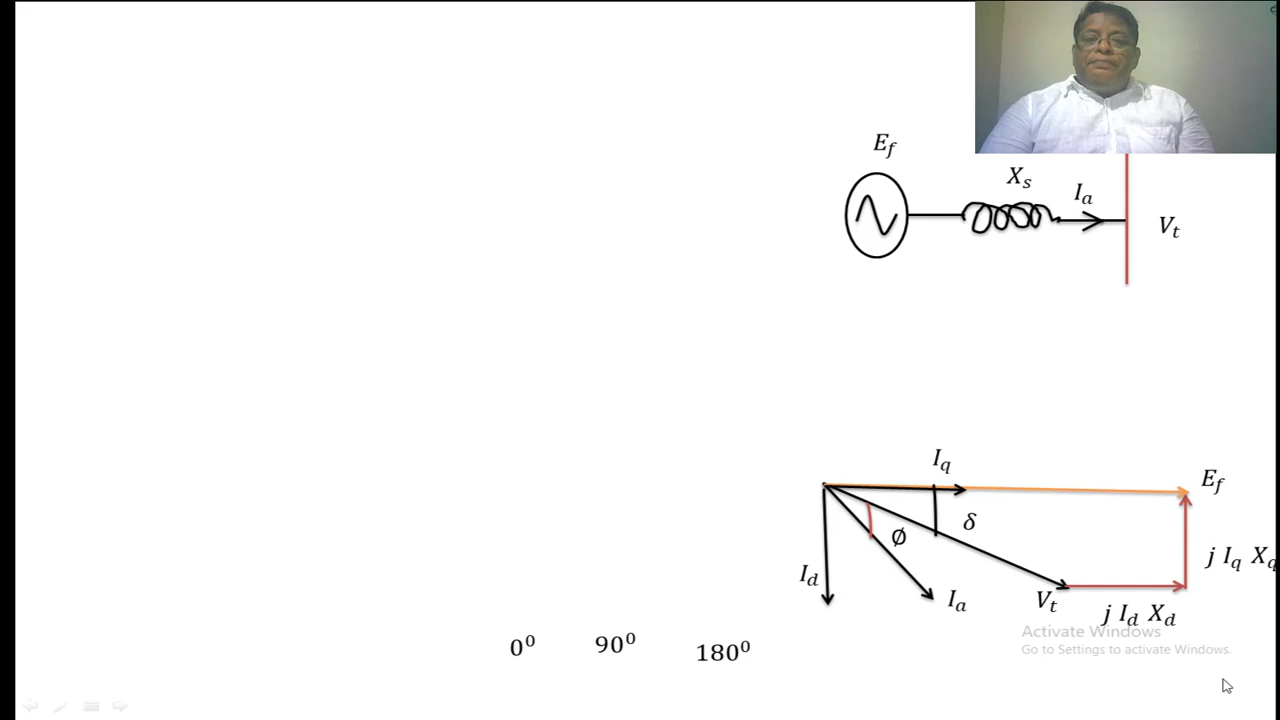 E_f
X_s
I_a
V_t
I_q
E_f
δ
Ø
j I_q X_q
I_d
I_a
V_t
j I_d X_d
Activate Windows
Go to Settings to activate Windows.
0⁰ 90⁰ 180⁰